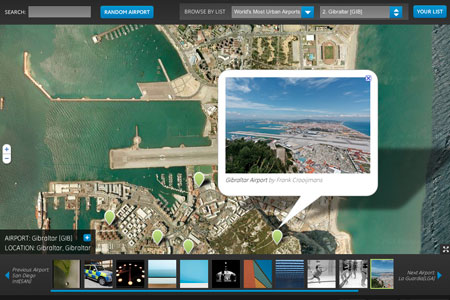 SEARCH:
RANDOM AIRPORT
BROWSE BY LIST
World's Most Urban Airports
2. Gibraltar [GIB]
YOUR LIST
Gibraltar Airport by Frank Crooymans
AIRPORT: Gibraltar [GIB]
LOCATION: Gibraltar, Gibraltar
Previous Airport
San Diego
Intl[SAN]
Next Airport
La Guardia[LGA]